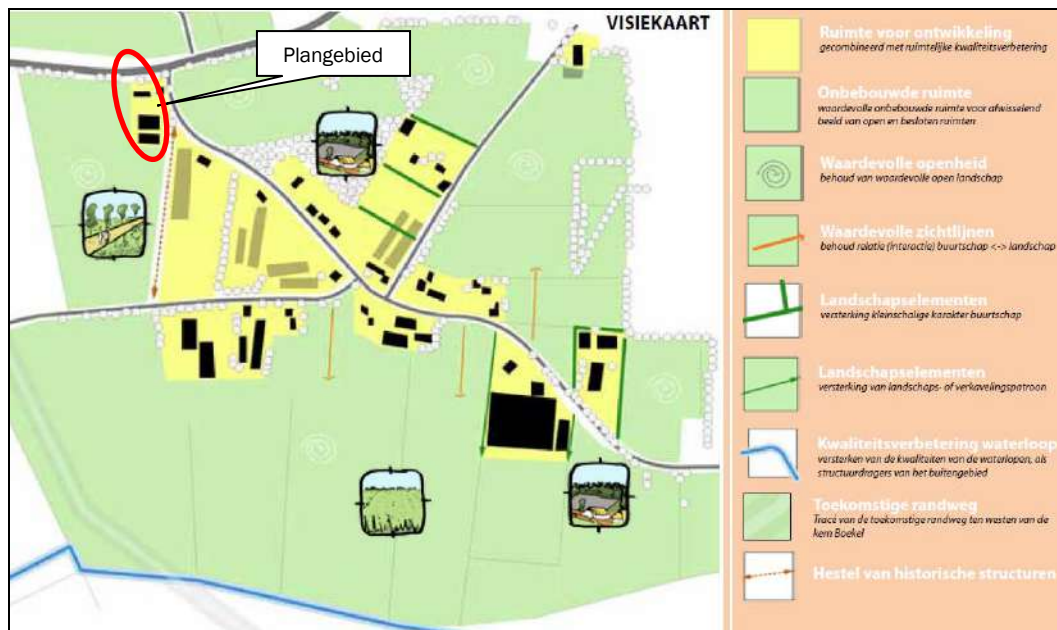 VISIEKAART
Plangebied
Ruimte voor ontwikkeling
gecombineerd met ruimtelijke kwaliteitsverbetering
Onbebouwde ruimte
waardevolle onbebouwde ruimte voor afwisselend
beeld van open en besloten ruimten
Waardevolle openheid
behoud van waardevolle open landschap
Waardevolle zichtlijnen
behoud relatie (interactie) buurtschap <-> landschap
Landschapselementen
versterking kleinschalige karakter buurtschap
Landschapselementen
versterking van landschaps- of verkavelingspatroon
Kwaliteitsverbetering waterloop
versterken van de kwaliteiten van de waterlopen, als
structuurdragers van het buitengebied
Toekomstige randweg
Tracé van de toekomstige randweg ten westen van de
kern Boekel
Hestel van historische structuren